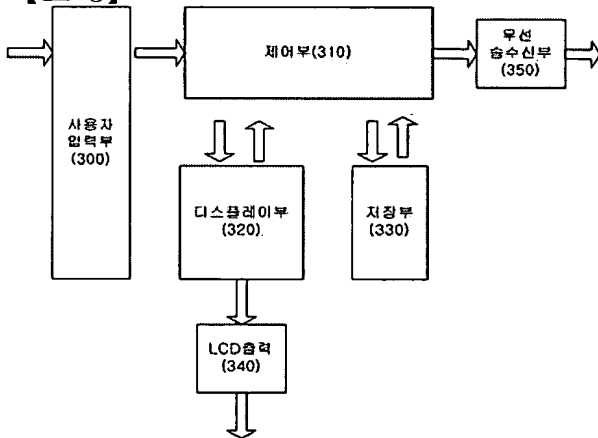 제어부(310)
무선
송수신부
(350)
사용자
입력부
(300)
디스플레이부
(320)
저장부
(330)
LCD출력
(340)